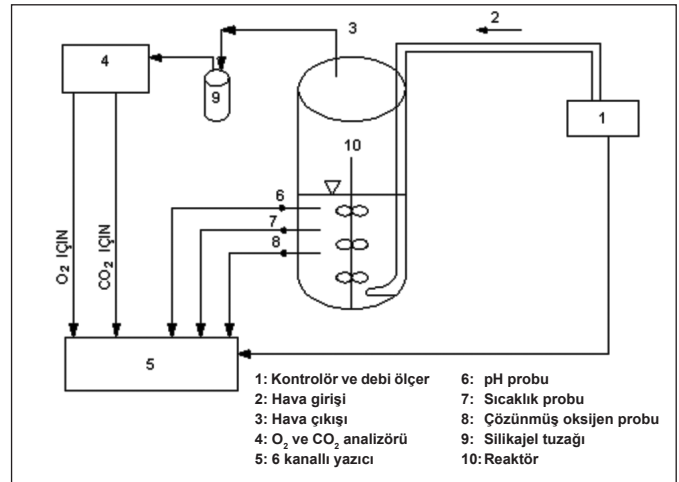 3
2
4
9
1
10
6
7
8
O₂ IÇIN
CO₂ IÇIN
5
1: Kontrolör ve debi ölçer
2: Hava girişi
3: Hava çıkışı
4: O₂ ve CO₂ analizörü
5: 6 kanallı yazıcı
6: pH probu
7: Sıcaklık probu
8: Çözünmüş oksijen probu
9: Silikajel tuzağı
10: Reaktör